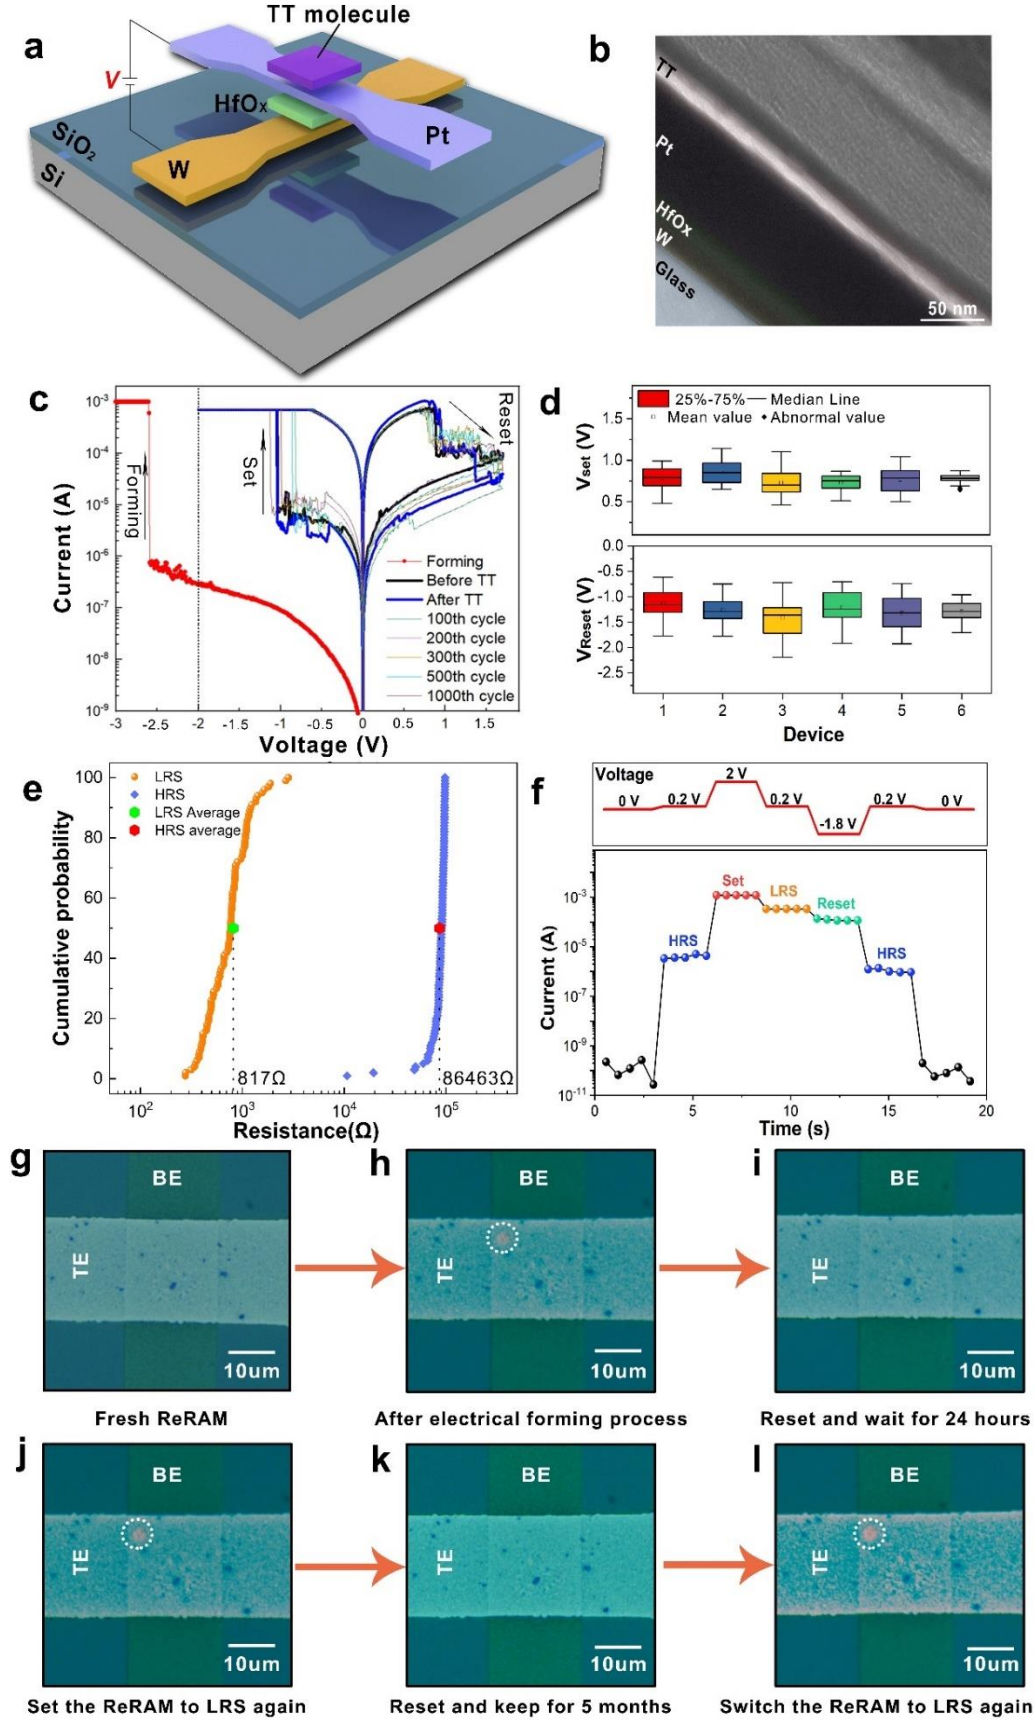 a
TT molecule
V
HfOx
SiO2
Pt
W
Si
b
TT
Pt
HfOx
W
Glass
50 nm
c
Current (A)
10-3
10-4
10-5
10-6
10-7
10-8
10-9
Forming
Set
Reset
Forming
Before TT
After TT
100th cycle
200th cycle
300th cycle
500th cycle
1000th cycle
-3 -2.5 -2 -1.5 -1 -0.5 0 0.5 1 1.5
Voltage (V)
d
25%-75% Median Line
Mean value Abnormal value
Vset (V)
1.5
1.0
0.5
VReset (V)
0.0
-0.5
-1.0
-1.5
-2.0
-2.5
1 2 3 4 5 6
Device
e
LRS
HRS
LRS Average
HRS average
Cumulative probability
100
80
60
40
20
0
817Ω
86463Ω
10^2 10^3 10^4 10^5
Resistance(Ω)
f
Voltage
0 V 0.2 V 2 V 0.2 V -1.8 V 0.2 V 0 V
Current (A)
10-3
10-5
10-7
10-9
10-11
HRS
Set
LRS
Reset
HRS
0 5 10 15 20
Time (s)
g
BE
TE
10um
Fresh ReRAM
h
BE
TE
10um
After electrical forming process
i
BE
TE
10um
Reset and wait for 24 hours
j
BE
TE
10um
Set the ReRAM to LRS again
k
BE
TE
10um
Reset and keep for 5 months
l
BE
TE
10um
Switch the ReRAM to LRS again